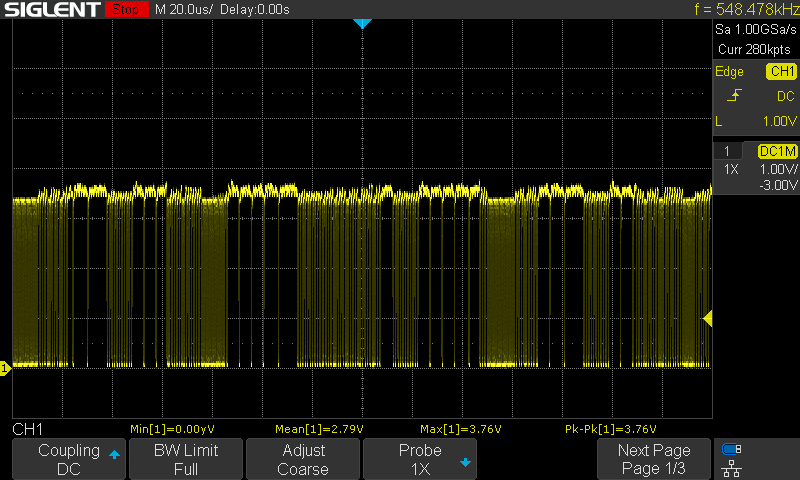 SIGLENT Stop M 20.0us/ Delay:0.00s f = 548.478kHz
Sa 1.00GSa/s
Curr 280kpts
Edge CH1
DC
L 1.00V
1 DC1M
1X 1.00V/
-3.00V
1
CH1 Min[1]=0.00yV Mean[1]=2.79V Max[1]=3.76V Pk-Pk[1]=3.76V
Coupling BW Limit Adjust Probe Next Page
DC Full Coarse 1X Page 1/3